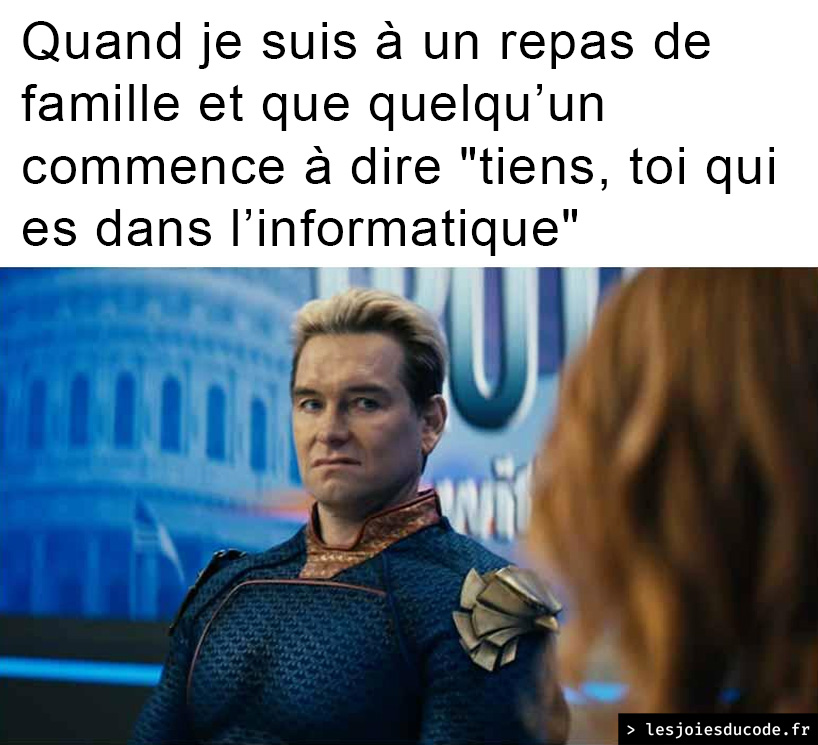 Quand je suis à un repas de
famille et que quelqu’un
commence à dire "tiens, toi qui
es dans l’informatique"
with
> lesjoiesducode.fr